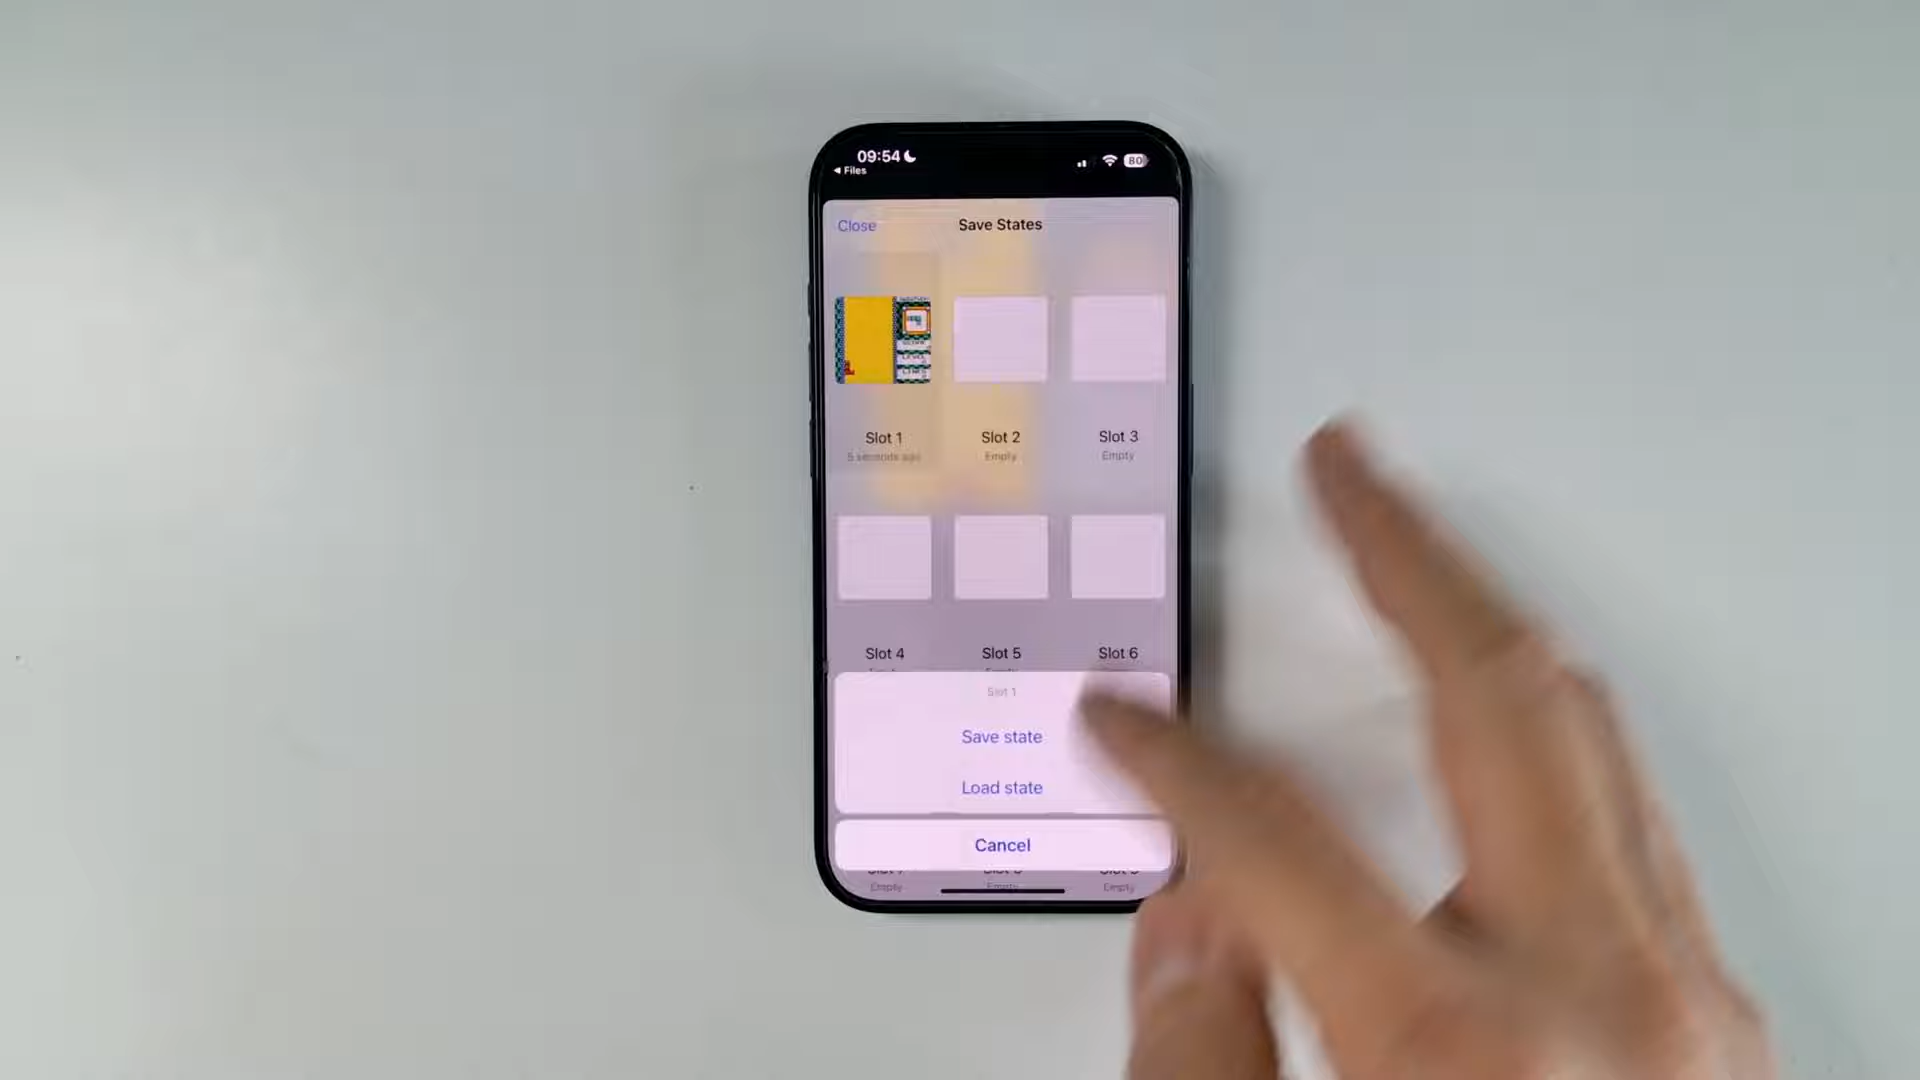 09:54
80
◀ Files
Close
Save States
Slot 1
Slot 2
Slot 3
5 seconds ago
Empty
Empty
Slot 4
Slot 5
Slot 6
Slot 1
Save state
Load state
Cancel
Empty
Empty
Empty